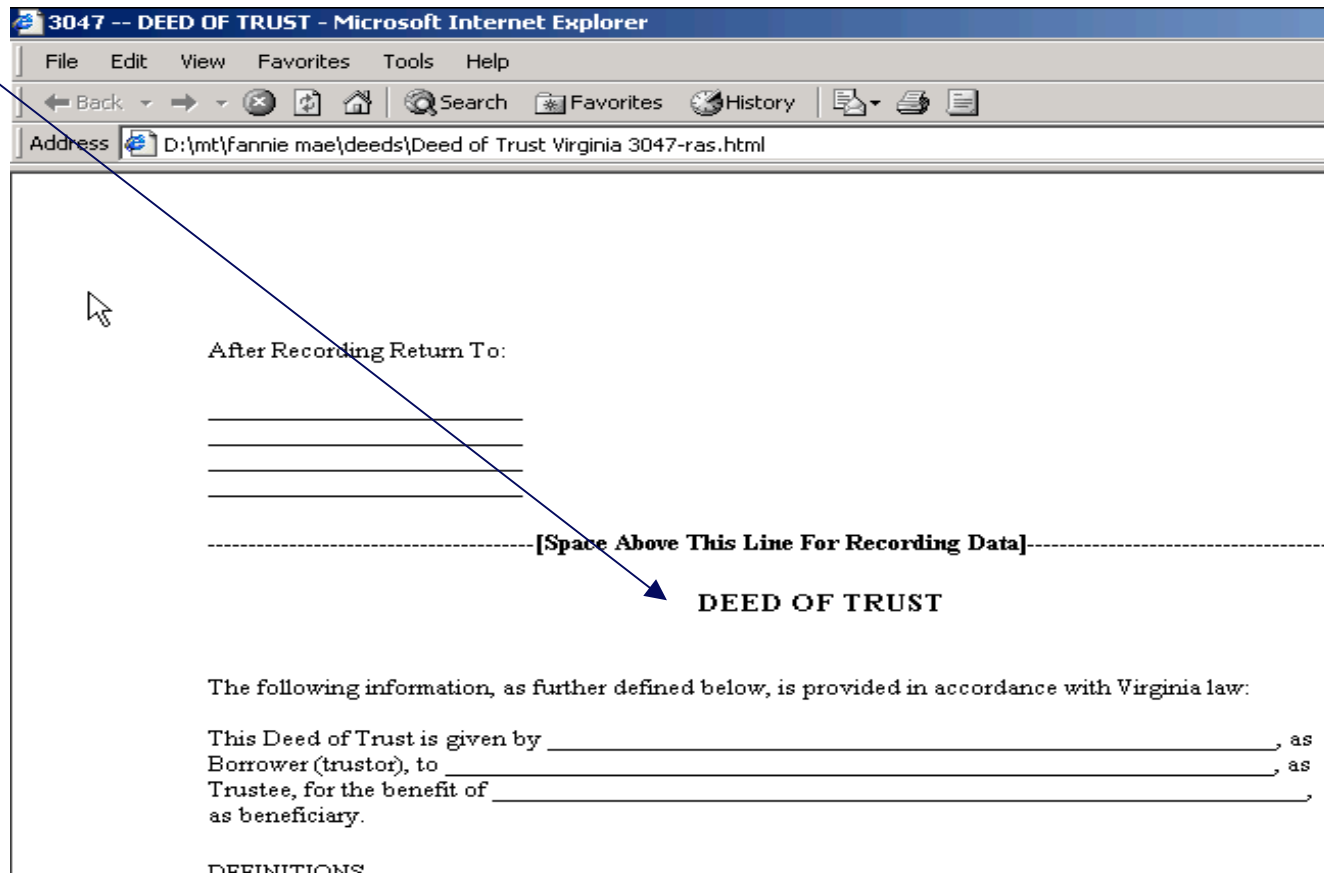 3047 -- DEED OF TRUST - Microsoft Internet Explorer
File Edit View Favorites Tools Help
Back Search Favorites History
Address D:\mt\fannie mae\deeds\Deed of Trust Virginia 3047-ras.html
After Recording Return To:
----------------------------------------[Space Above This Line For Recording Data]------------------------------------
DEED OF TRUST
The following information, as further defined below, is provided in accordance with Virginia law:
This Deed of Trust is given by ____________________, as
Borrower (trustor), to ____________________, as
Trustee, for the benefit of ____________________,
as beneficiary.
DEFINITIONS